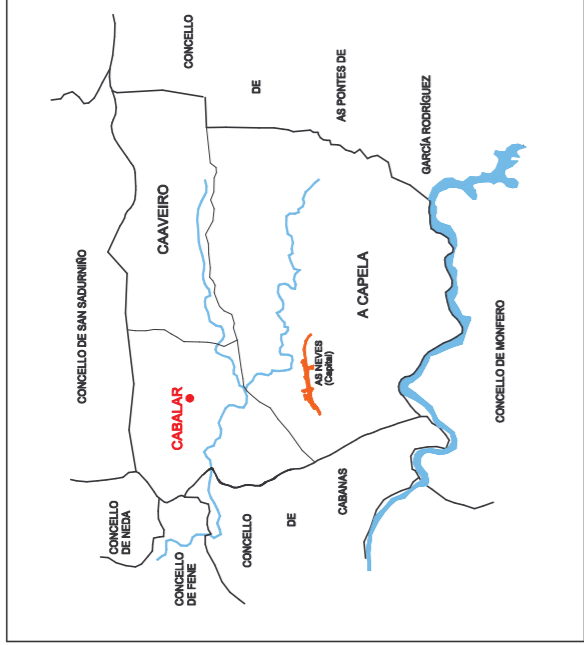 CONCELLO DE SAN SADURNIÑO
CONCELLO
DE NEDA
CONCELLO
DE FENE
CABALAR
CAAVEIRO
CONCELLO
DE
AS PONTES DE
GARCÍA RODRÍGUEZ
CONCELLO
DE
CABANAS
AS NEVES
(Capital)
A CAPELA
CONCELLO DE MONFERO